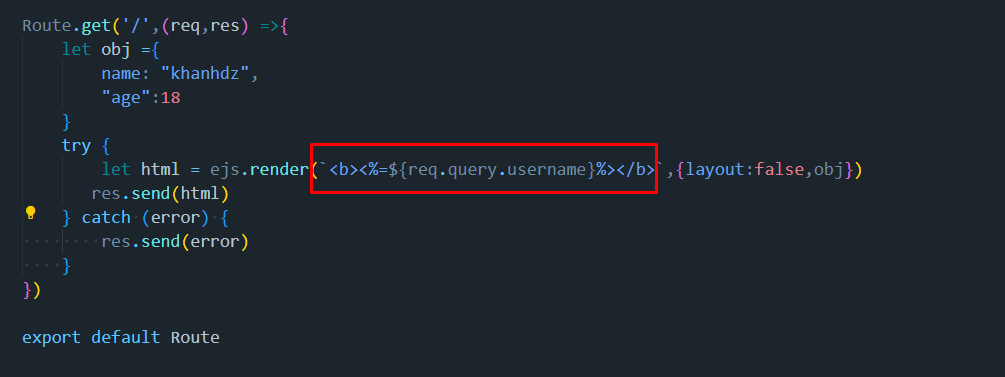 Route.get('/',(req,res) =>{
let obj ={
name: "khanhdz",
"age":18
}
try {
let html = ejs.render(`<b><%=${req.query.username}%></b>`,{layout:false,obj})
res.send(html)
} catch (error) {
res.send(error)
}
})
export default Route